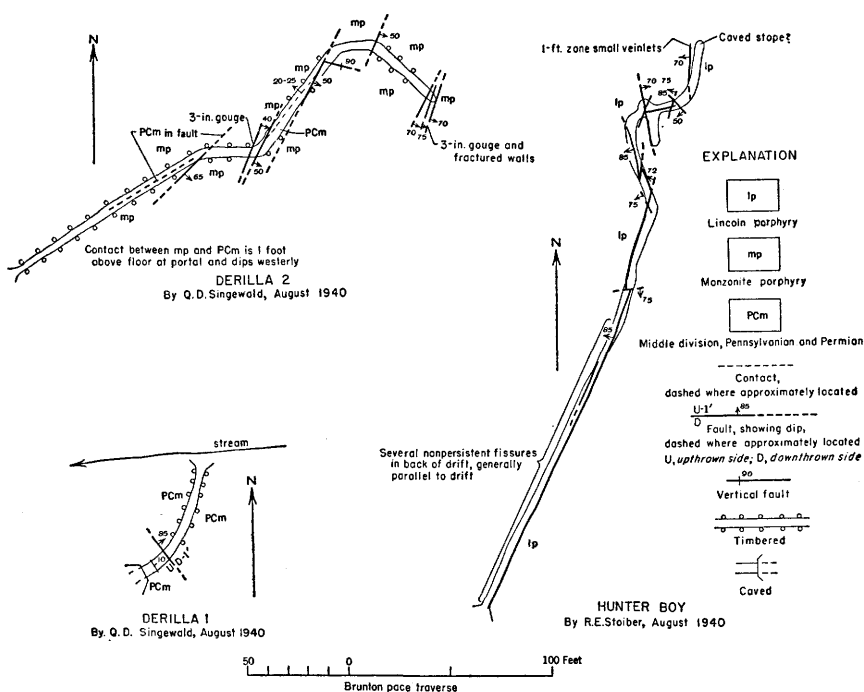 N
mp
mp
50
mp
90
20-25
mp
50
3-in. gouge
40
mp
PCm
mp
PCm in fault
mp
50
mp
65
mp
mp
70
75
70
3-in. gouge and
fractured walls
Contact between mp and PCm is 1 foot
above floor at portal and dips westerly
DERILLA 2
By Q. D. Singewald, August 1940
stream
N
PCm
PCm
85
10
U
D-1'
PCm
DERILLA 1
By. Q. D. Singewald, August 1940
1-ft. zone small veinlets
Caved stope?
70
lp
70
75
85
50
lp
85
72
75
N
lp
75
85
Several nonpersistent fissures
in back of drift, generally
parallel to drift
lp
HUNTER BOY
By R.E. Stoiber, August 1940
EXPLANATION
lp
Lincoln porphyry
mp
Monzonite porphyry
PCm
Middle division, Pennsylvanian and Permian
Contact,
dashed where approximately located
U-1'
85
D
Fault, showing dip,
dashed where approximately located
U, upthrown side; D, downthrown side
90
Vertical fault
Timbered
Caved
50 0 100 Feet
Brunton pace traverse